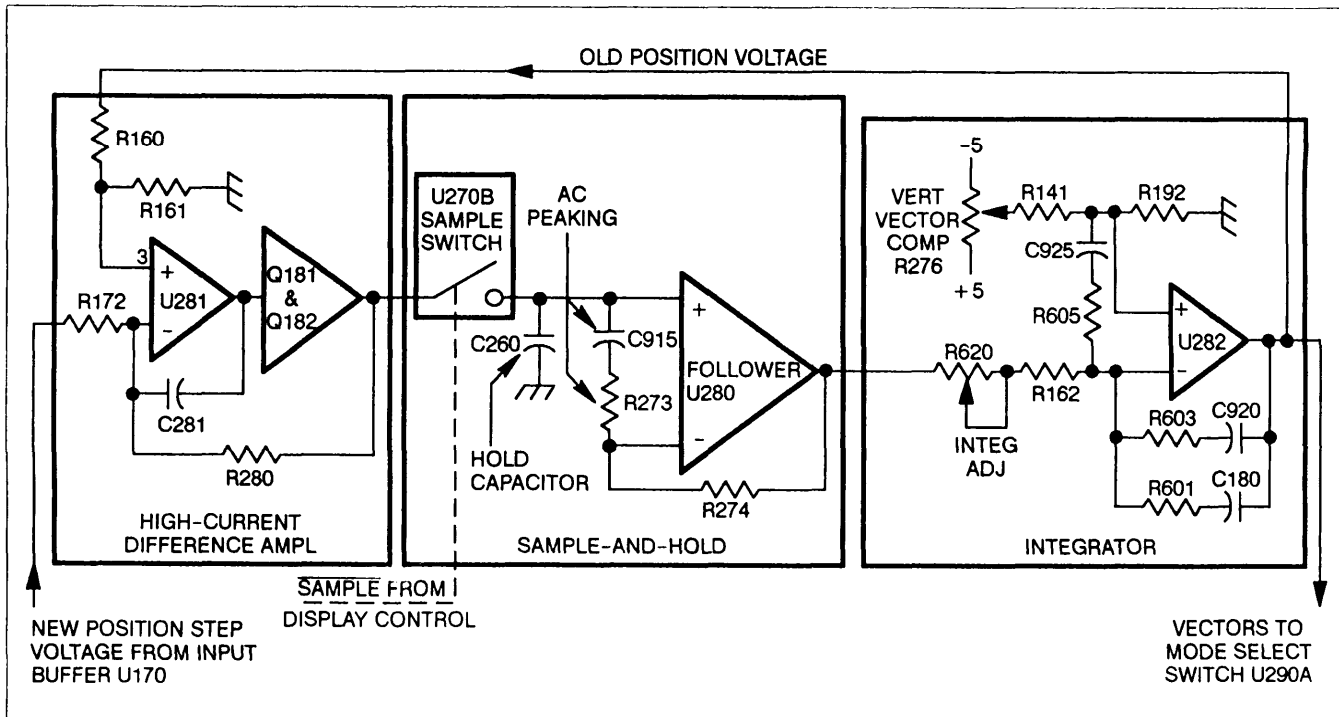 OLD POSITION VOLTAGE
R160
R161
3
+
U281
−
R172
C281
R280
Q181
&
Q182
HIGH-CURRENT
DIFFERENCE AMPL
NEW POSITION STEP
VOLTAGE FROM INPUT
BUFFER U170
U270B
SAMPLE
SWITCH
AC
PEAKING
C260
C915
R273
HOLD
CAPACITOR
+
FOLLOWER
U280
−
R274
SAMPLE-AND-HOLD
SAMPLE FROM
DISPLAY CONTROL
−5
VERT
VECTOR
COMP
R276
+5
R141
R192
C925
R605
+
U282
−
R620
R162
INTEG
ADJ
R603
C920
R601
C180
INTEGRATOR
VECTORS TO
MODE SELECT
SWITCH U290A